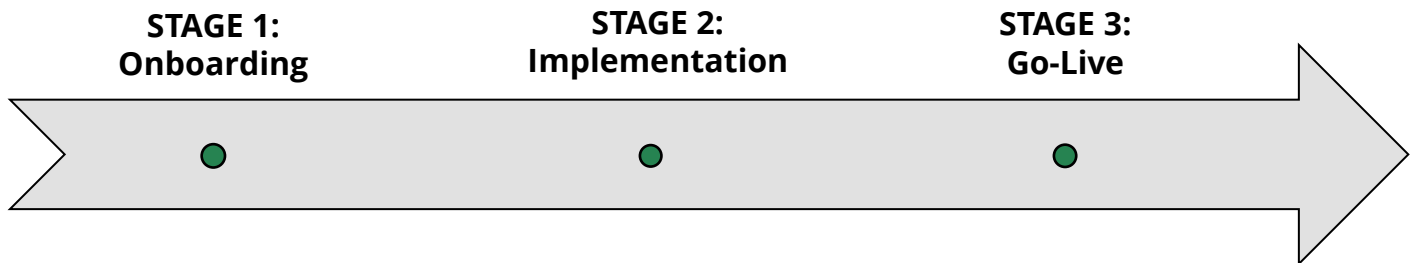 STAGE 1:
Onboarding
STAGE 2:
Implementation
STAGE 3:
Go-Live